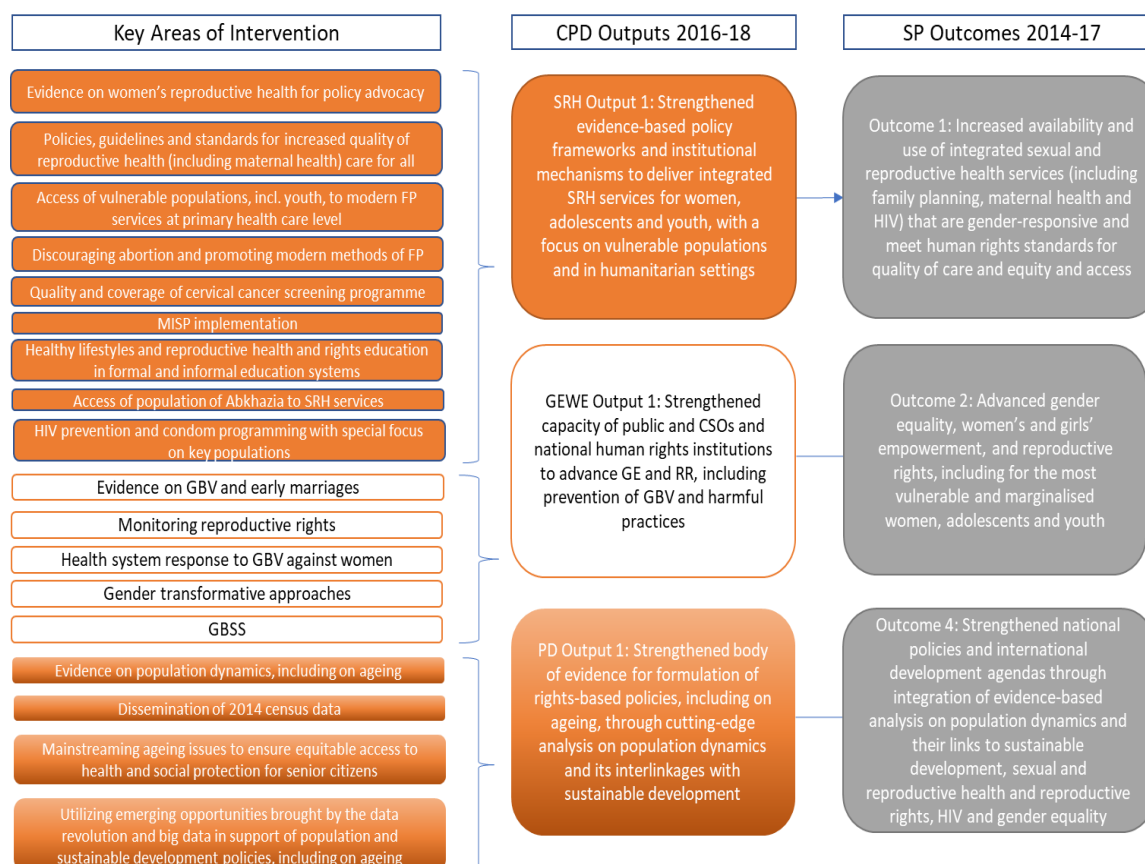 Key Areas of Intervention
CPD Outputs 2016-18
SP Outcomes 2014-17
Evidence on women's reproductive health for policy advocacy
Policies, guidelines and standards for increased quality of
reproductive health (including maternal health) care for all
Access of vulnerable populations, incl. youth, to modern FP
services at primary health care level
Discouraging abortion and promoting modern methods of FP
Quality and coverage of cervical cancer screening programme
MISP implementation
Healthy lifestyles and reproductive health and rights education
in formal and informal education systems
Access of population of Abkhazia to SRH services
HIV prevention and condom programming with special focus
on key populations
SRH Output 1: Strengthened
evidence-based policy
frameworks and institutional
mechanisms to deliver integrated
SRH services for women,
adolescents and youth, with a
focus on vulnerable populations
and in humanitarian settings
Outcome 1: Increased availability and
use of integrated sexual and
reproductive health services (including
family planning, maternal health and
HIV) that are gender-responsive and
meet human rights standards for
quality of care and equity and access
Evidence on GBV and early marriages
Monitoring reproductive rights
Health system response to GBV against women
Gender transformative approaches
GBSS
GEWE Output 1: Strengthened
capacity of public and CSOs and
national human rights institutions
to advance GE and RR, including
prevention of GBV and harmful
practices
Outcome 2: Advanced gender
equality, women's and girls'
empowerment, and reproductive
rights, including for the most
vulnerable and marginalised
women, adolescents and youth
Evidence on population dynamics, including on ageing
Dissemination of 2014 census data
Mainstreaming ageing issues to ensure equitable access to
health and social protection for senior citizens
Utilizing emerging opportunities brought by the data
revolution and big data in support of population and
sustainable development policies, including on ageing
PD Output 1: Strengthened body
of evidence for formulation of
rights-based policies, including on
ageing, through cutting-edge
analysis on population dynamics
and its interlinkages with
sustainable development
Outcome 4: Strengthened national
policies and international
development agendas through
integration of evidence-based
analysis on population dynamics and
their links to sustainable
development, sexual and
reproductive health and reproductive
rights, HIV and gender equality